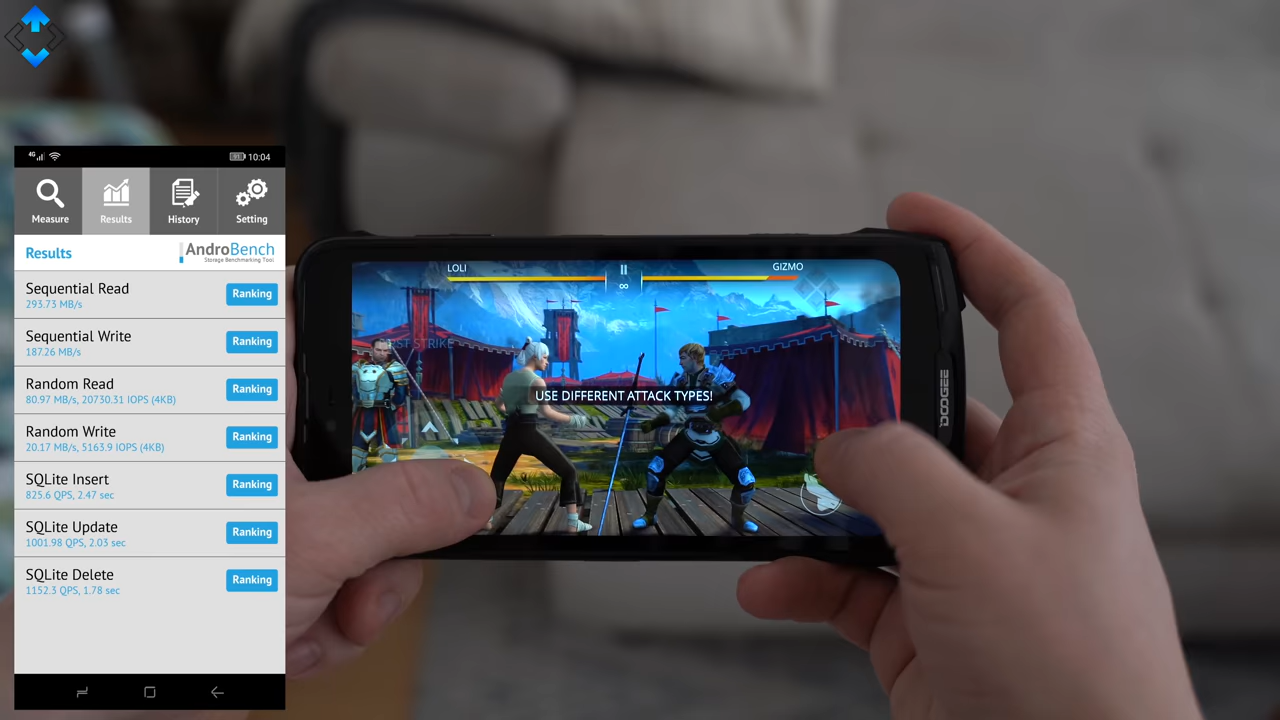 4G
91
10:04
Measure
Results
History
Setting
Results
AndroBench
Storage Benchmarking Tool
Sequential Read
293.73 MB/s
Ranking
Sequential Write
187.26 MB/s
Ranking
Random Read
80.97 MB/s, 20730.31 IOPS (4KB)
Ranking
Random Write
20.17 MB/s, 5163.9 IOPS (4KB)
Ranking
SQLite Insert
825.6 QPS, 2.47 sec
Ranking
SQLite Update
1001.98 QPS, 2.03 sec
Ranking
SQLite Delete
1152.3 QPS, 1.78 sec
Ranking
LOLI
GIZMO
∞
FIRST STRIKE
USE DIFFERENT ATTACK TYPES!
DOOGEE